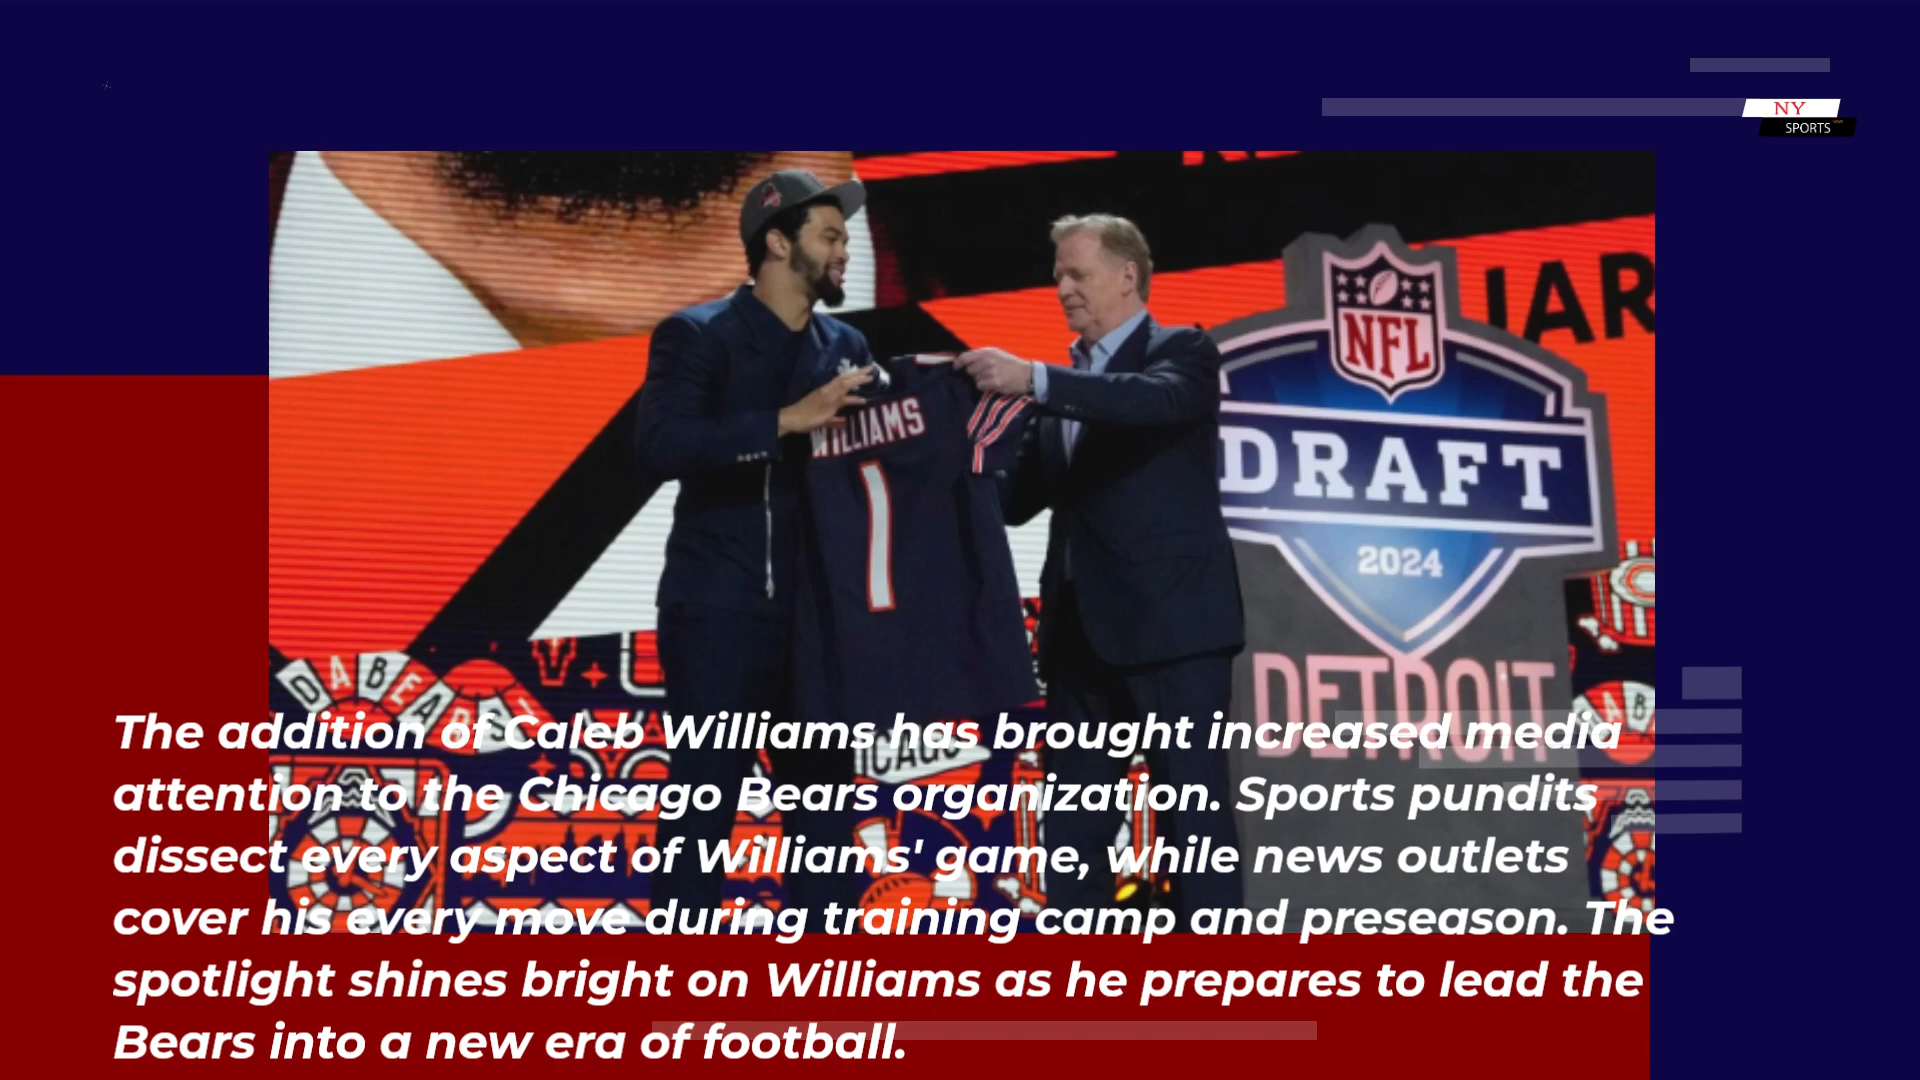 NY
SPORTS
JAR
NFL
WILLIAMS
1
DRAFT
2024
DA BEARS
DETROIT
The addition of Caleb Williams has brought increased media
attention to the Chicago Bears organization. Sports pundits
dissect every aspect of Williams' game, while news outlets
cover his every move during training camp and preseason. The
spotlight shines bright on Williams as he prepares to lead the
Bears into a new era of football.